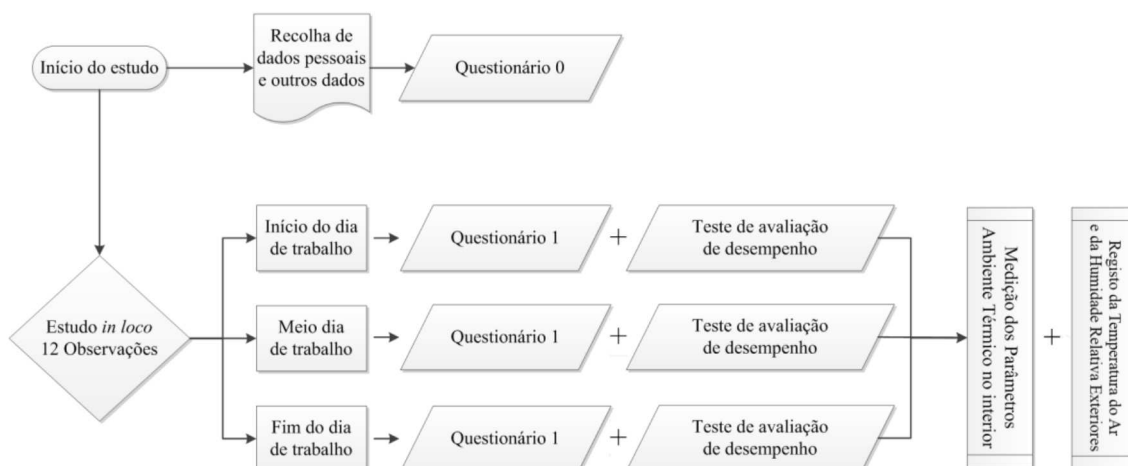 Início do estudo
Recolha de
dados pessoais
e outros dados
Questionário 0
Estudo in loco
12 Observações
Início do dia
de trabalho
Questionário 1
+
Teste de avaliação
de desempenho
Meio dia
de trabalho
Questionário 1
+
Teste de avaliação
de desempenho
Fim do dia
de trabalho
Questionário 1
+
Teste de avaliação
de desempenho
Medição dos Parâmetros
Ambiente Térmico no interior
+
Registo da Temperatura do Ar
e da Humidade Relativa Exteriores